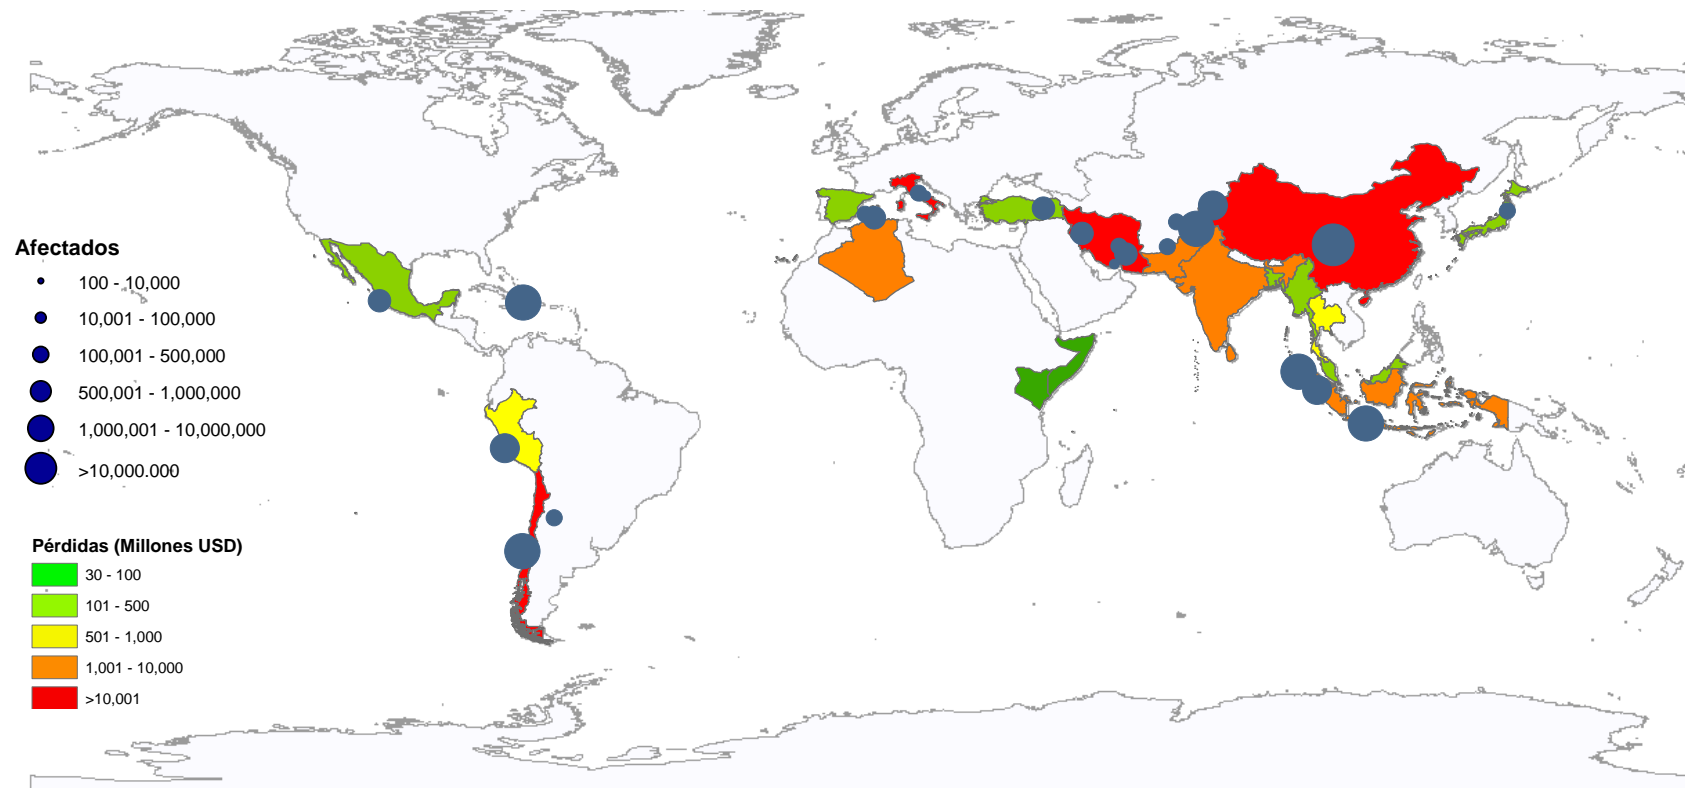 Afectados
100 - 10,000
10,001 - 100,000
100,001 - 500,000
500,001 - 1,000,000
1,000,001 - 10,000,000
>10,000.000
Pérdidas (Millones USD)
30 - 100
101 - 500
501 - 1,000
1,001 - 10,000
>10,001